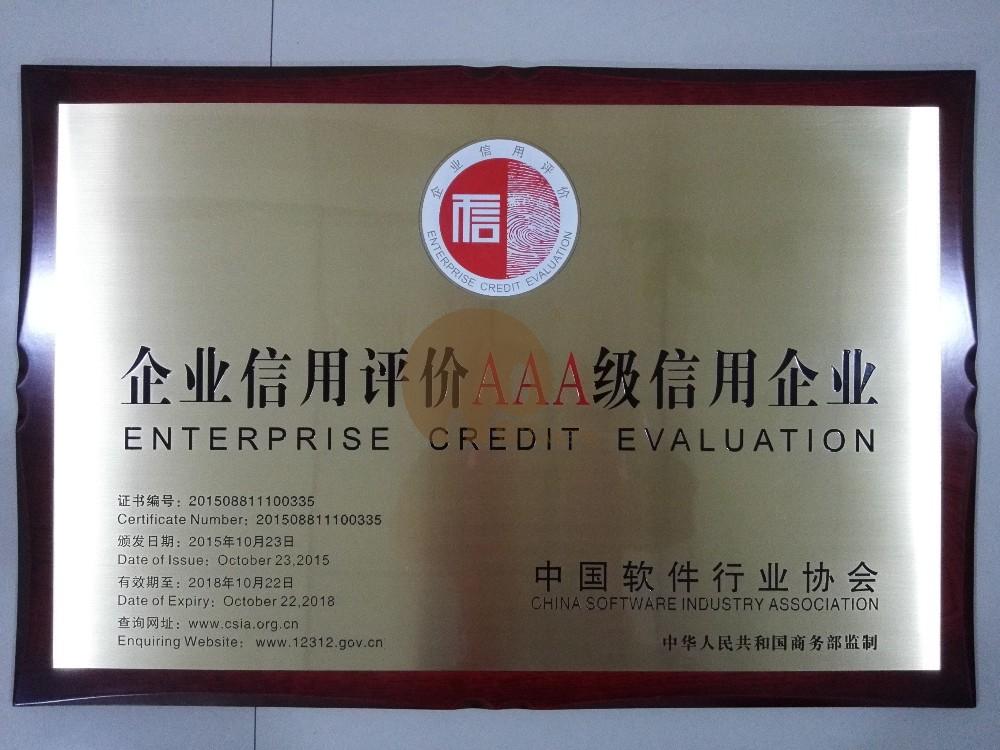 企业信用评价
信
ENTERPRISE CREDIT EVALUATION
企业信用评价AAA级信用企业
ENTERPRISE CREDIT EVALUATION
证书编号：201508811100335
Certificate Number：201508811100335
颁发日期：2015年10月23日
Date of Issue：October 23,2015
有效期至：2018年10月22日
Date of Expiry：October 22,2018
查询网址：www.csia.org.cn
Enquiring Website：www.12312.gov.cn
中国软件行业协会
CHINA SOFTWARE INDUSTRY ASSOCIATION
中华人民共和国商务部监制